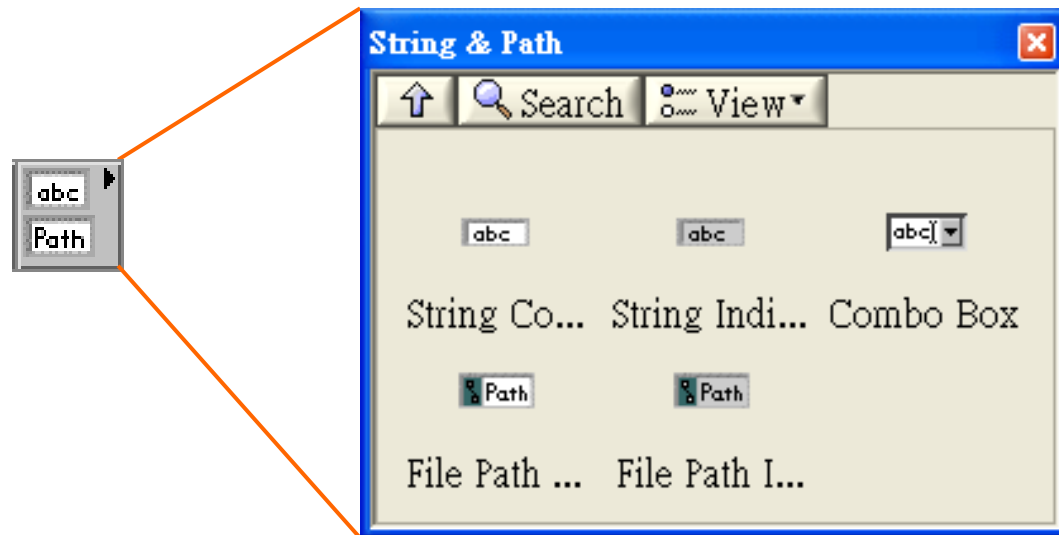 abc
Path
String & Path
Search View
abc abc abc
String Co... String Indi... Combo Box
Path Path
File Path ... File Path I...